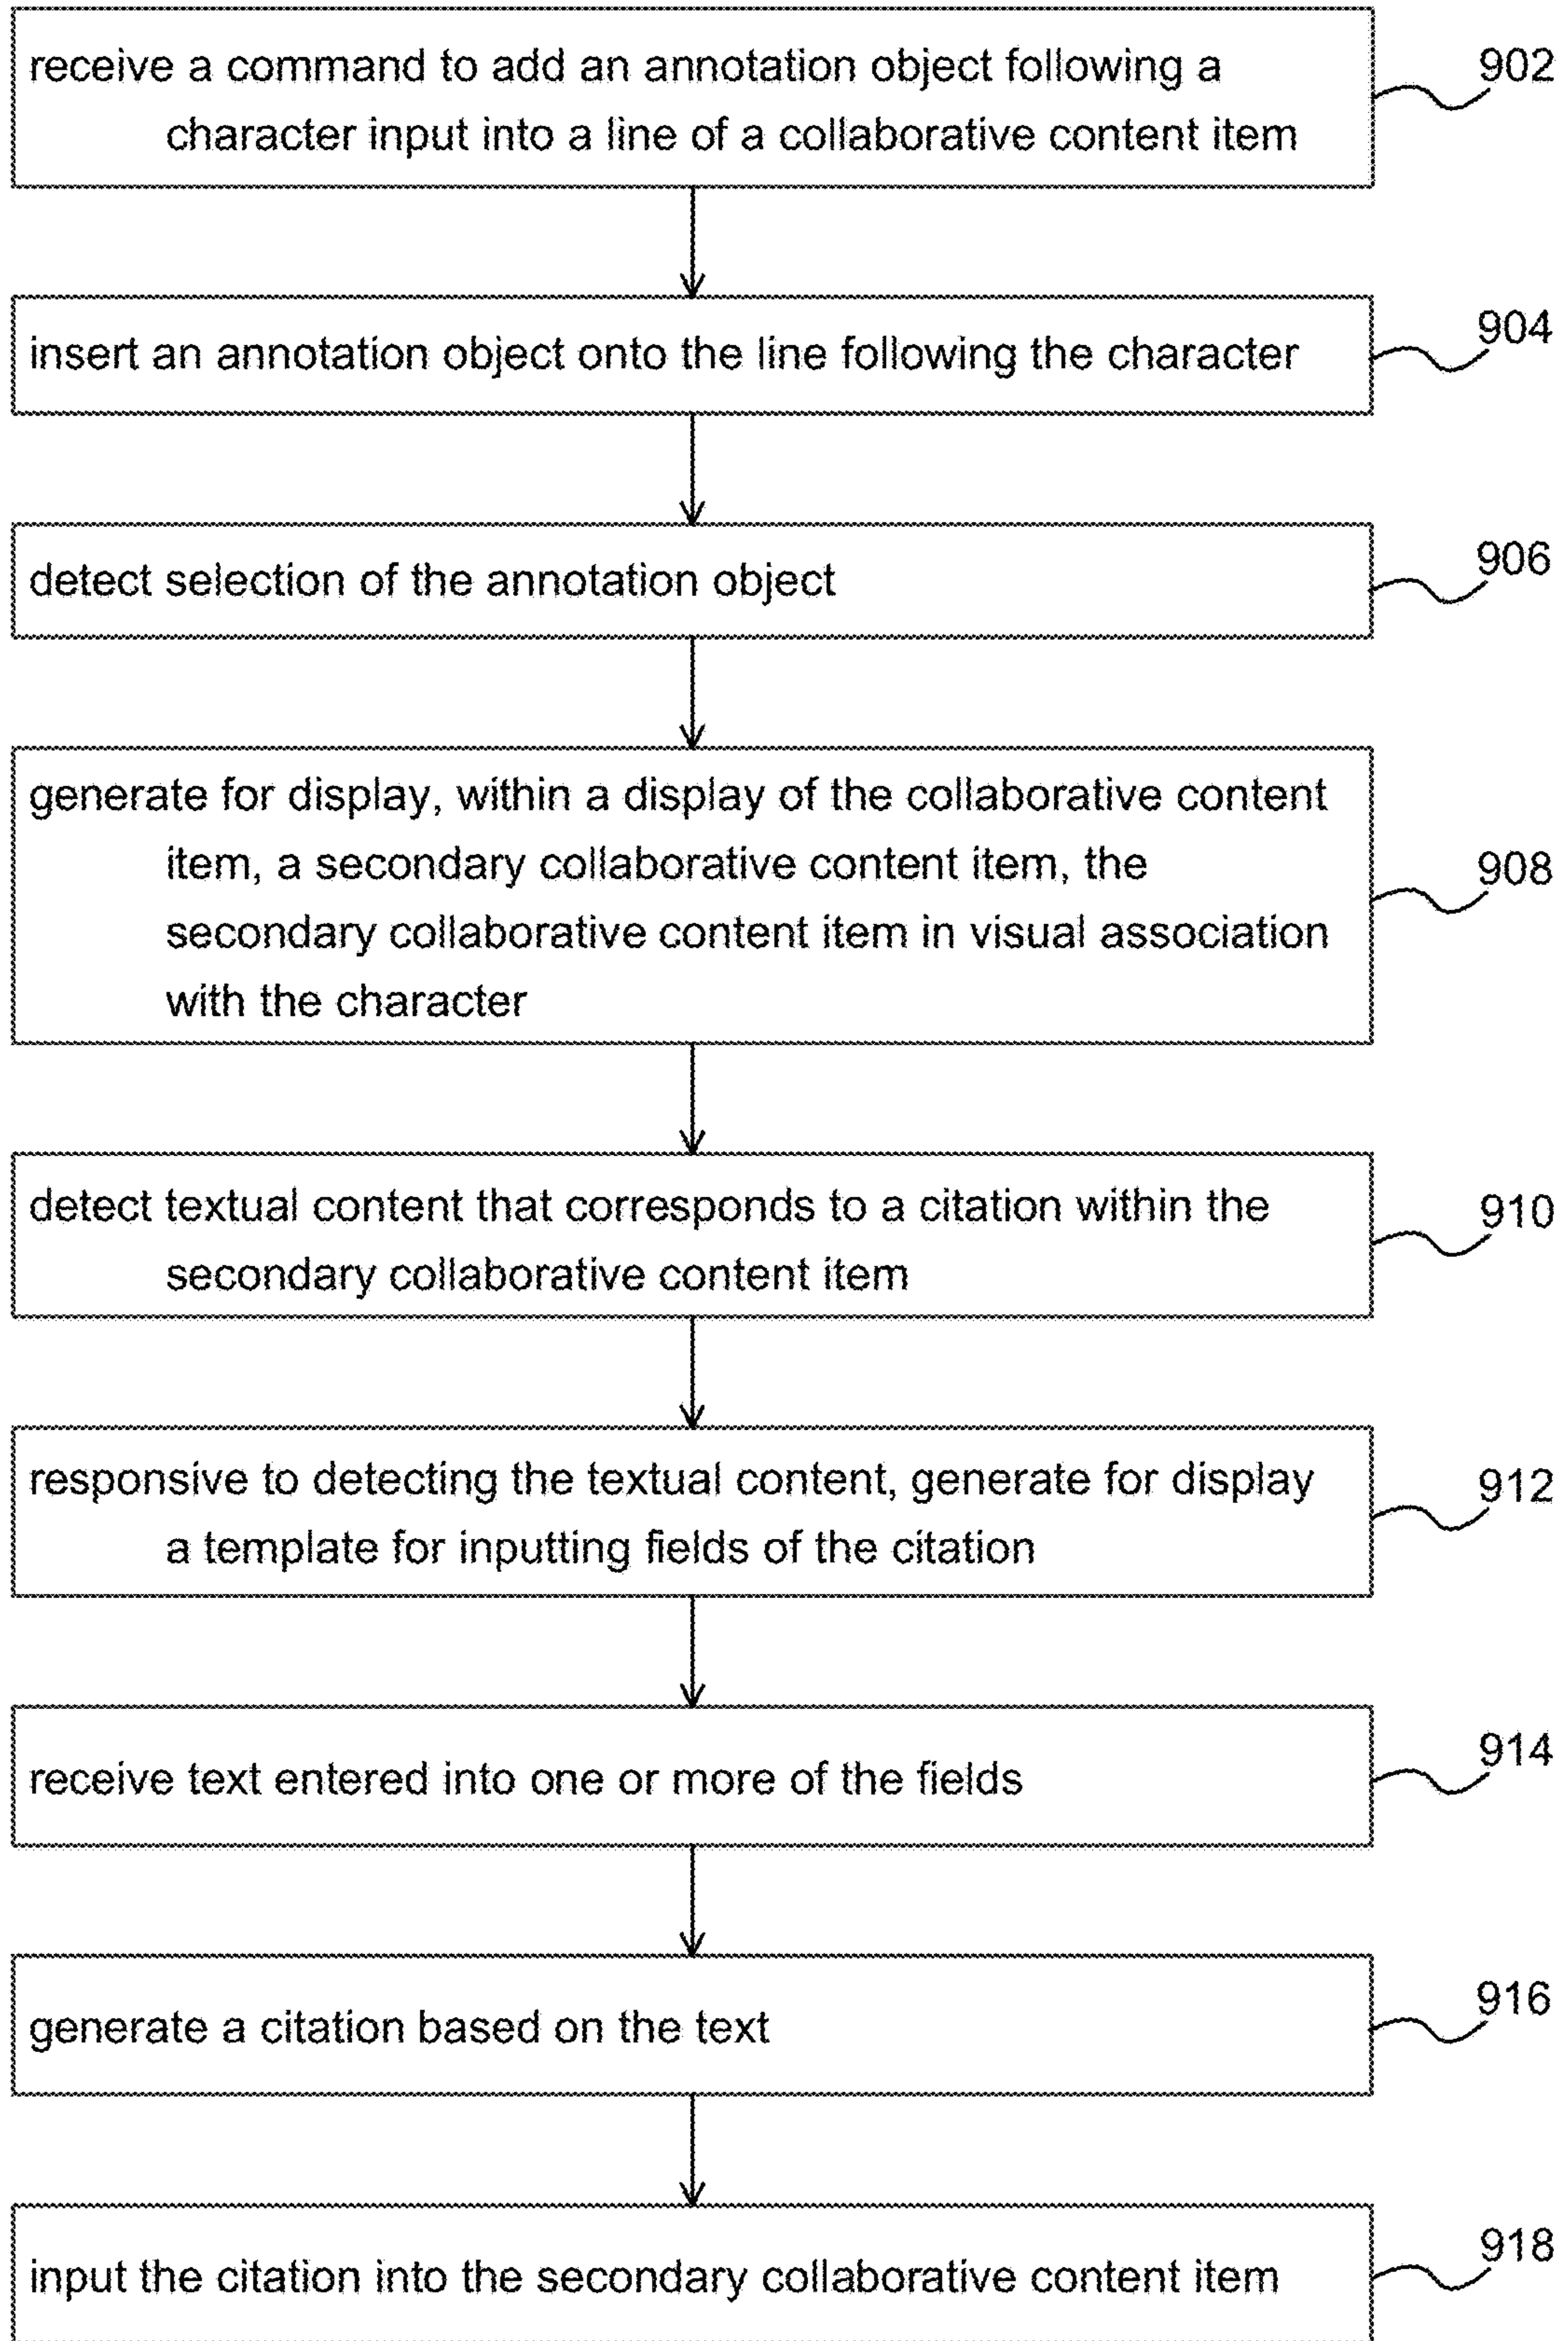 receive a command to add an annotation object following a
character input into a line of a collaborative content item
902
insert an annotation object onto the line following the character
904
detect selection of the annotation object
906
generate for display, within a display of the collaborative content
item, a secondary collaborative content item, the
secondary collaborative content item in visual association
with the character
908
detect textual content that corresponds to a citation within the
secondary collaborative content item
910
responsive to detecting the textual content, generate for display
a template for inputting fields of the citation
912
receive text entered into one or more of the fields
914
generate a citation based on the text
916
input the citation into the secondary collaborative content item
918